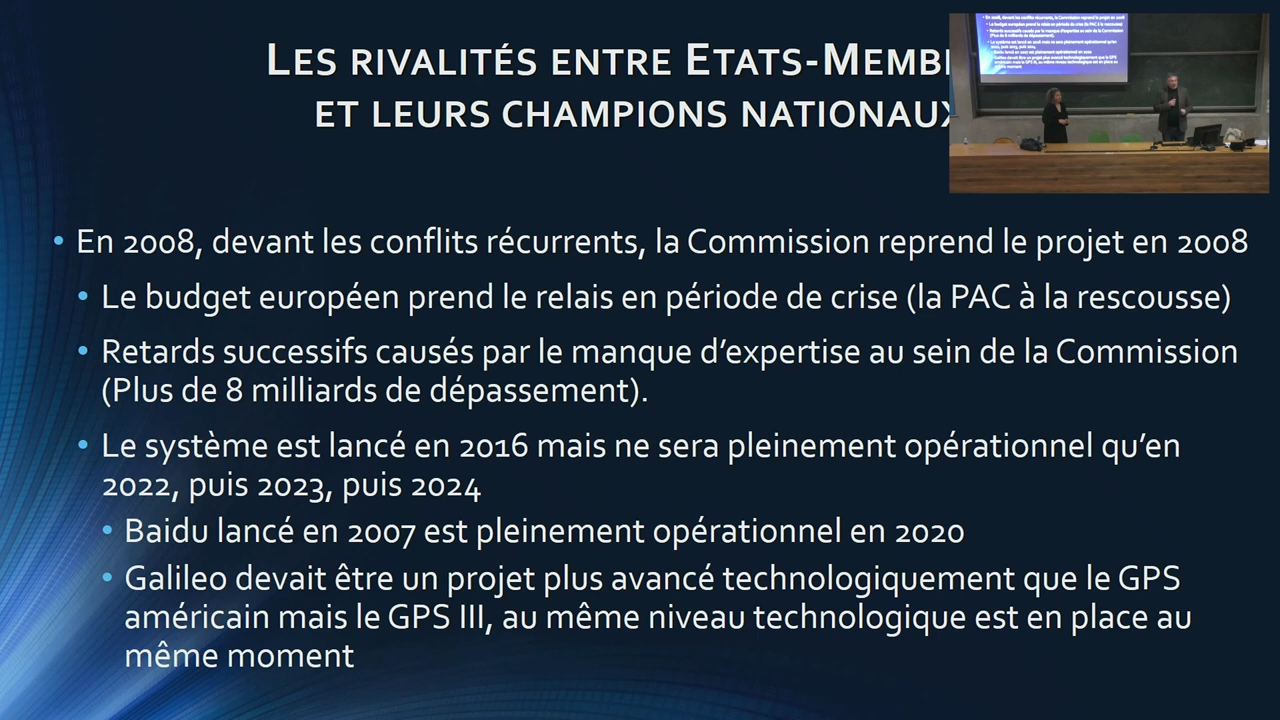 LES RIVALITÉS ENTRE ETATS-MEMB
ET LEURS CHAMPIONS NATIONAUX
• En 2008, devant les conflits récurrents, la Commission reprend le projet en 2008
• Le budget européen prend le relais en période de crise (la PAC à la rescousse)
• Retards successifs causés par le manque d’expertise au sein de la Commission
(Plus de 8 milliards de dépassement).
• Le système est lancé en 2016 mais ne sera pleinement opérationnel qu’en
2022, puis 2023, puis 2024
• Baidu lancé en 2007 est pleinement opérationnel en 2020
• Galileo devait être un projet plus avancé technologiquement que le GPS
américain mais le GPS III, au même niveau technologique est en place au
même moment